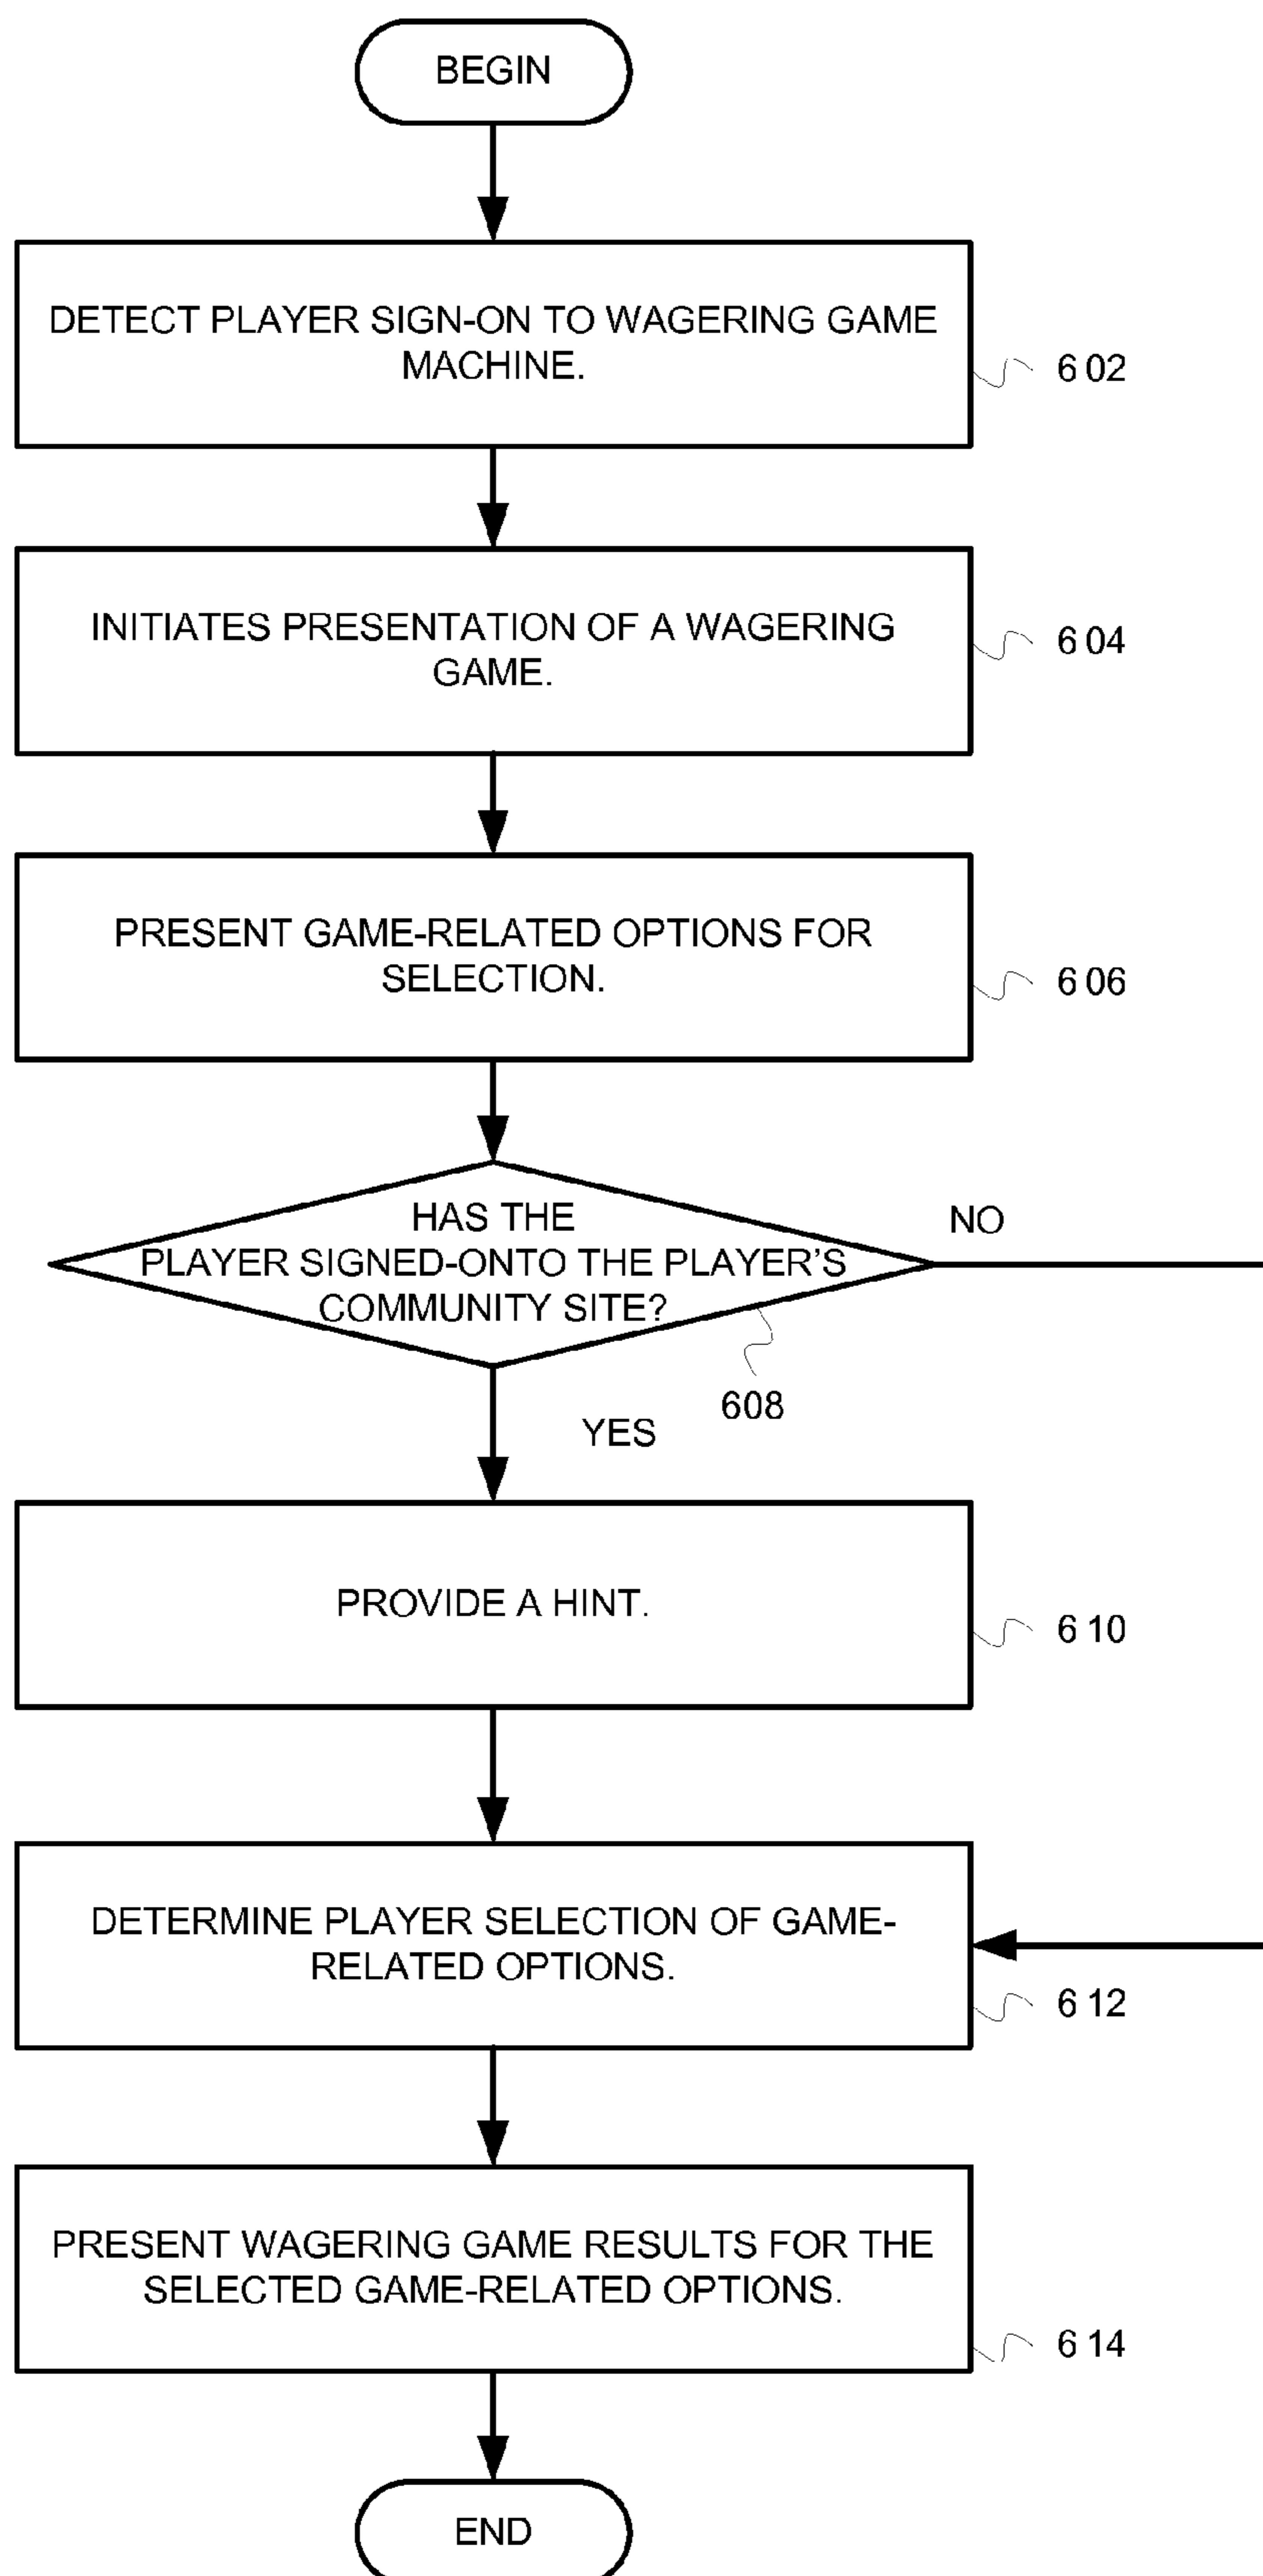 BEGIN
DETECT PLAYER SIGN-ON TO WAGERING GAME
MACHINE.
602
INITIATES PRESENTATION OF A WAGERING
GAME.
604
PRESENT GAME-RELATED OPTIONS FOR
SELECTION.
606
HAS THE
PLAYER SIGNED-ONTO THE PLAYER'S
COMMUNITY SITE?
NO
608
YES
PROVIDE A HINT.
610
DETERMINE PLAYER SELECTION OF GAME-
RELATED OPTIONS.
612
PRESENT WAGERING GAME RESULTS FOR THE
SELECTED GAME-RELATED OPTIONS.
614
END